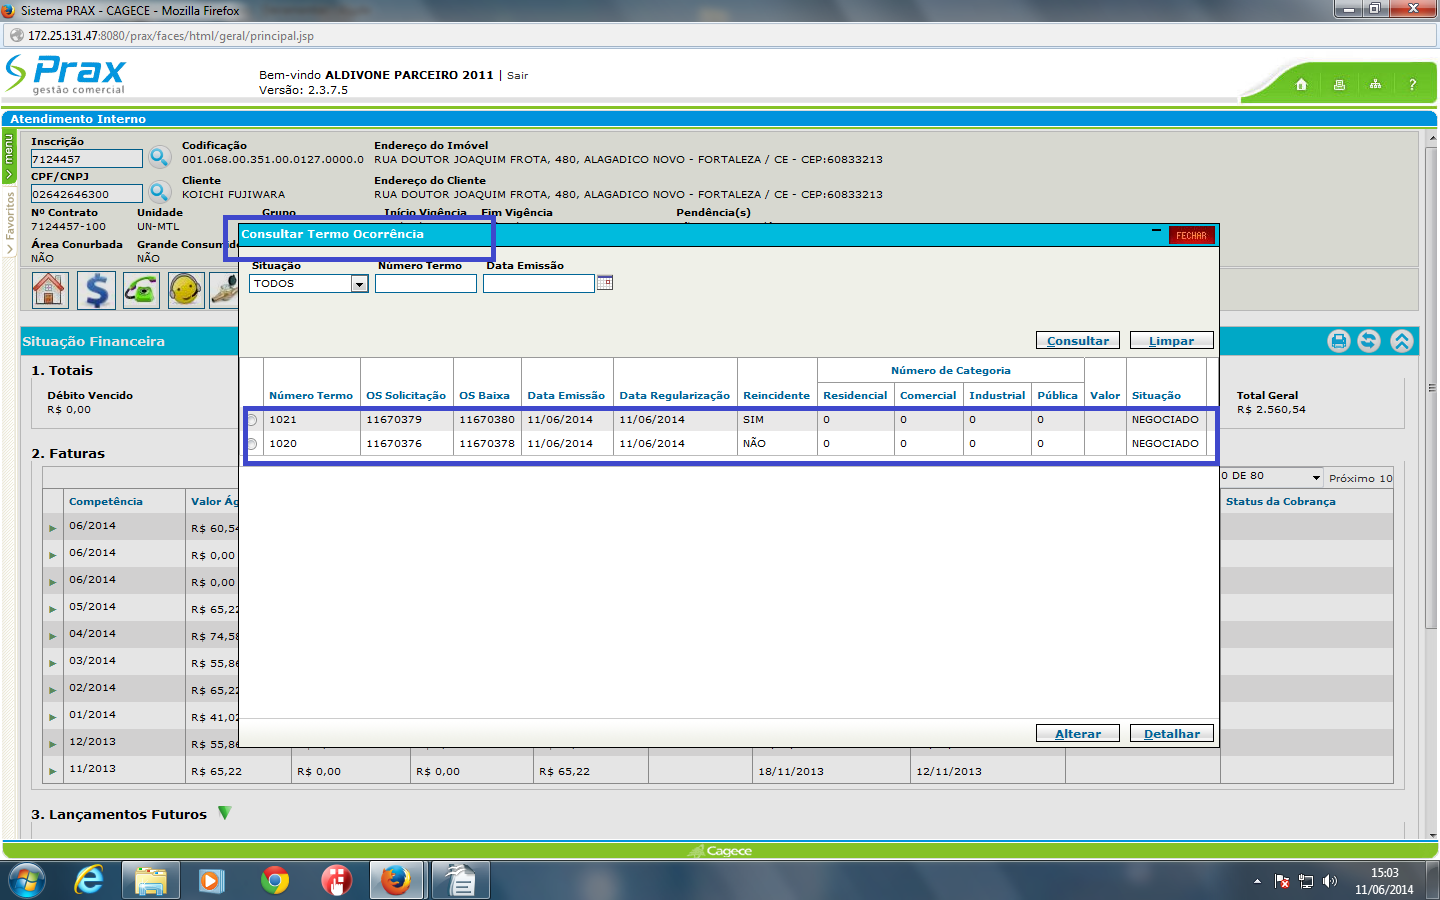 Sistema PRAX - CAGECE - Mozilla Firefox
172.25.131.47:8080/prax/faces/html/geral/principal.jsp
Prax
gestão comercial
Bem-vindo ALDIVONE PARCEIRO 2011 | Sair
Versão: 2.3.7.5
?
Atendimento Interno
menu
Favoritos
Inscrição
7124457
Codificação
001.068.00.351.00.0127.0000.0
Endereço do Imóvel
RUA DOUTOR JOAQUIM FROTA, 480, ALAGADICO NOVO - FORTALEZA / CE - CEP:60833213
CPF/CNPJ
02642646300
Cliente
KOICHI FUJIWARA
Endereço do Cliente
RUA DOUTOR JOAQUIM FROTA, 480, ALAGADICO NOVO - FORTALEZA / CE - CEP:60833213
Nº Contrato Unidade Grupo Início Vigência Fim Vigência Pendência(s)
7124457-100 UN-MTL
Área Conurbada Grande Consumid
NÃO NÃO
Consultar Termo Ocorrência
FECHAR
Situação Número Termo Data Emissão
TODOS
Consultar Limpar
Número de Categoria
Número Termo OS Solicitação OS Baixa Data Emissão Data Regularização Reincidente Residencial Comercial Industrial Pública Valor Situação
1021 11670379 11670380 11/06/2014 11/06/2014 SIM 0 0 0 0 NEGOCIADO
1020 11670376 11670378 11/06/2014 11/06/2014 NÃO 0 0 0 0 NEGOCIADO
Alterar Detalhar
Situação Financeira
1. Totais
Débito Vencido
R$ 0,00
Total Geral
R$ 2.560,54
2. Faturas
0 DE 80 Próximo 10
Competência Valor Ág Status da Cobrança
06/2014 R$ 60,54
06/2014 R$ 0,00
06/2014 R$ 0,00
05/2014 R$ 65,22
04/2014 R$ 74,58
03/2014 R$ 55,86
02/2014 R$ 65,22
01/2014 R$ 41,02
12/2013 R$ 55,86
11/2013 R$ 65,22 R$ 0,00 R$ 0,00 R$ 65,22 18/11/2013 12/11/2013
3. Lançamentos Futuros
Cagece
15:03
11/06/2014